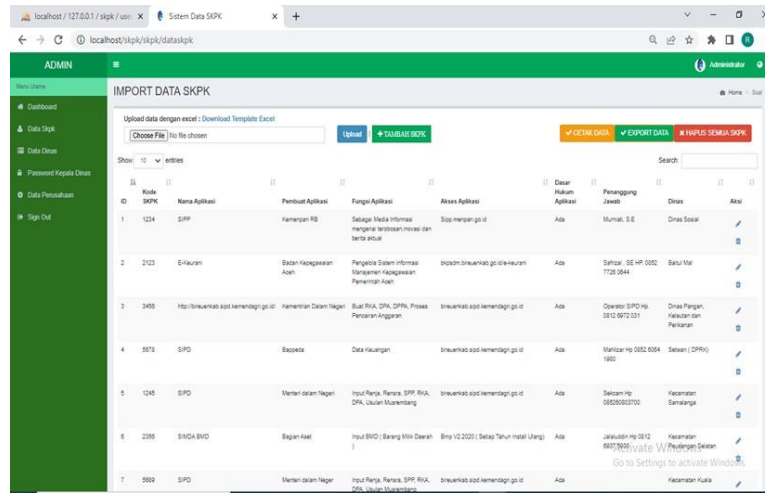 localhost / 127.0.0.1 / skpk / use
Sistem Data SKPK
localhost/skpk/skpk/dataskpk
R
ADMIN
Administrator
Menu Utama
Dashboard
Data Skpk
Data Dinas
Password Kepala Dinas
Data Perusahaan
Sign Out
IMPORT DATA SKPK
Home
Upload data dengan excel : Download Template Excel
Choose File No file chosen
Upload
+ TAMBAH SKPK
CETAK DATA
EXPORT DATA
HAPUS SEMUA SKPK
Show 10 entries
Search:
ID Kode SKPK Nama Aplikasi Pembuat Aplikasi Fungsi Aplikasi Akses Aplikasi Dasar Hukum Aplikasi Penanggung Jawab Dinas Aksi
1 1234 SIPP Kemenpan RB Sebagai Media Informasi mengenai terobosan,inovasi dan berita aktual Sipp.menpan.go.id Ada Murniati, S.E Dinas Sosial
2 2123 E-Keurani Badan Kepegawaian Aceh Pengelola Sistem Informasi Manajemen Kepegawaian Pemerintah Aceh bkpsdm.bireuenkab.go.id/e-keurani Ada Safrizal , SE HP. 0852 7726 0644 Baitul Mal
3 3456 http://bireuenkab.sipd.kemendagri.go.id/ Kementrian Dalam Negeri Buat RKA, DPA, DPPA, Proses Pencairan Anggaran bireuenkab.sipd.kemendagri.go.id Ada Operator SIPD Hp. 0812 6972 031 Dinas Pangan, Kelautan dan Perikanan
4 5678 SIPD Bappeda Data Keuangan bireuenkab.sipd.kemendagri.go.id Ada Mahlizar Hp 0852 6064 1980 Setwan ( DPRK)
5 1245 SIPD Menteri dalam Negeri Input Renja, Renstra, SPP, RKA, DPA, Usulan Musrembang bireuenkab.sipd.kemendagri.go.id Ada Sekcam Hp. 085260803700 Kecamatan Samalanga
6 2356 SIMDA BMD Bagian Aset Input BMD ( Barang Milik Daerah ) Bmp V2.2020 ( Setiap Tahun Install Ulang) Ada Jalaluddin Hp 0812 6937 5938 Kecamatan Peudangan Selatan
7 5689 SIPD Menteri dalam Neger Input Renja, Renstra, SPP, RKA, DPA, Usulan Musrembang bireuenkab.sipd.kemendagri.go.id Ada Kecamatan Kuala
Activate Windows
Go to Settings to activate Windows.